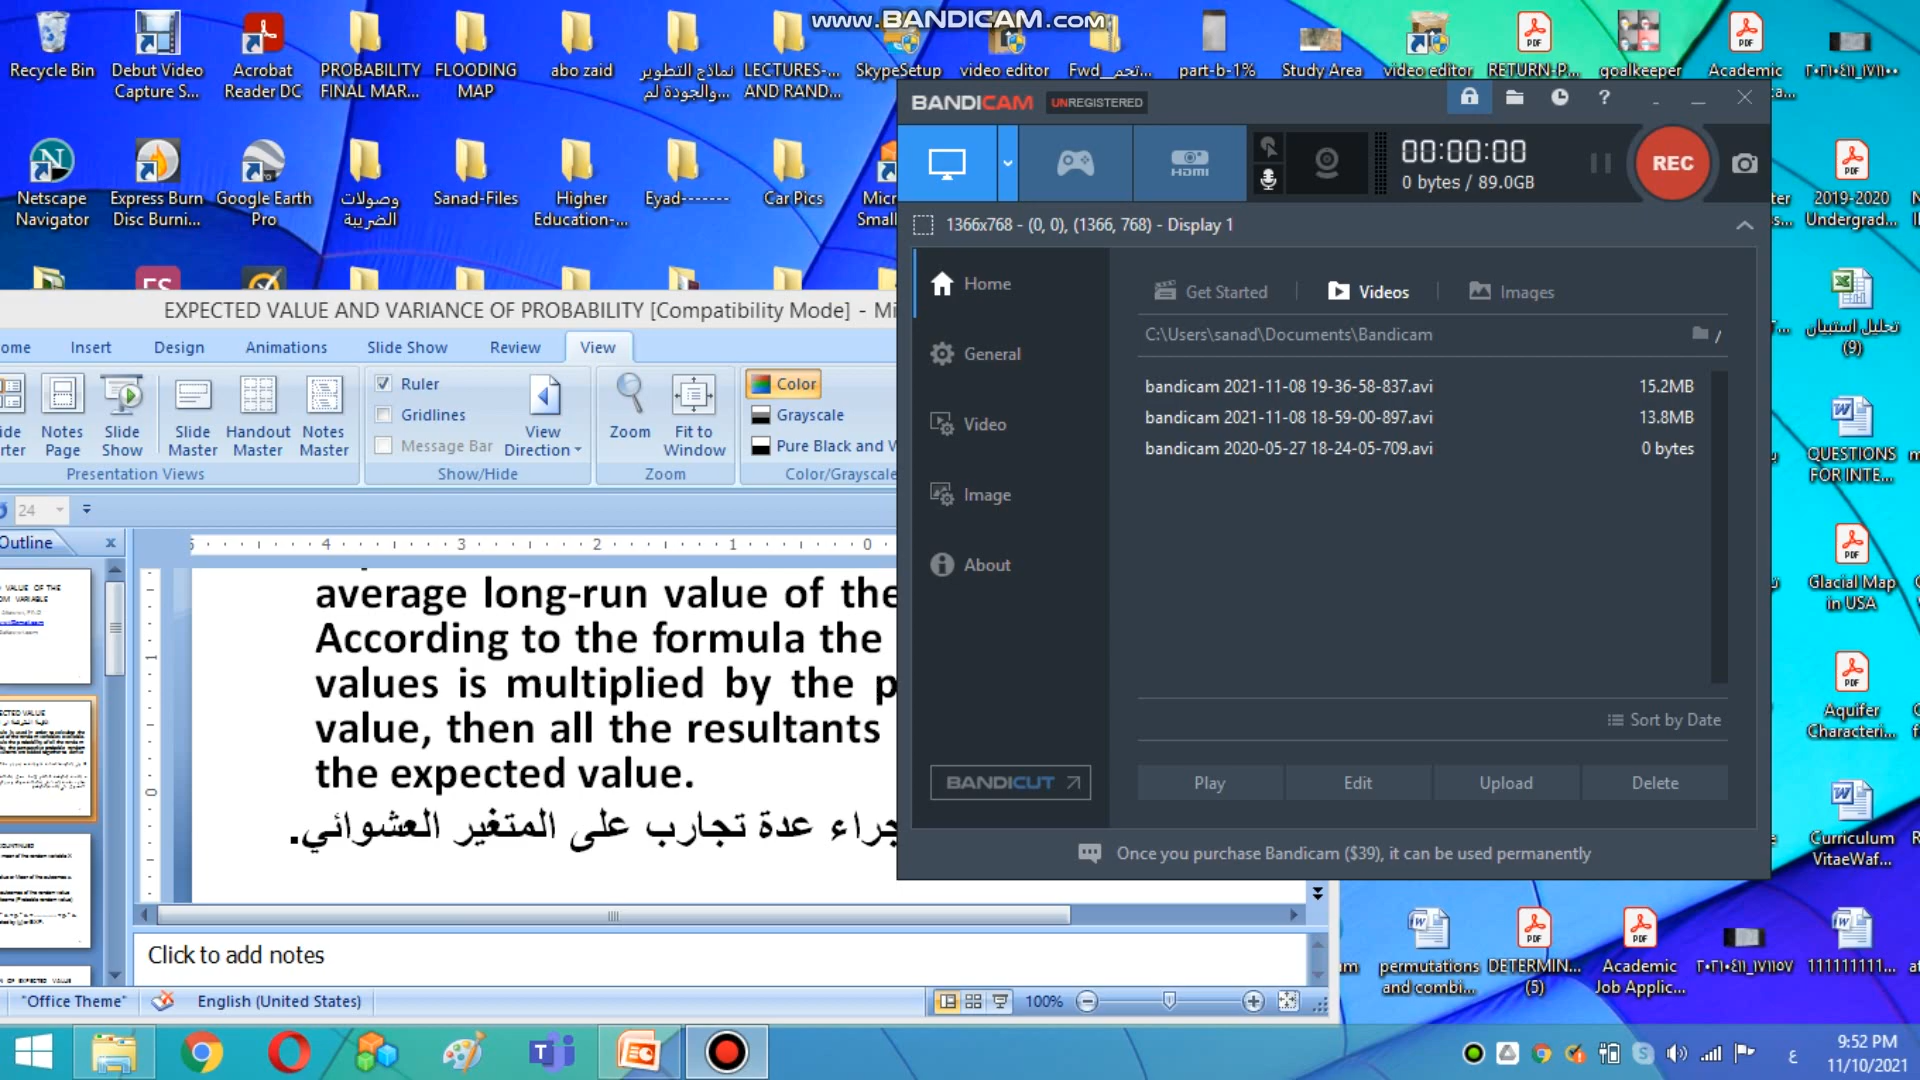 www.BANDICAM.com
Recycle Bin
Debut Video
Capture S...
Acrobat
Reader DC
PROBABILITY
FINAL MAR...
FLOODING
MAP
abo zaid
نماذج التطوير
والجودة لم...
LECTURES-...
AND RAND...
SkypeSetup
video editor
Fwd__تحم...
part-b-1%
Study Area
video editor
RETURN-P...
goalkeeper
Academic
Netscape
Navigator
Express Burn
Disc Burni...
Google Earth
Pro
وصولات
الضريبة
Sanad-Files
Higher
Education-...
Eyad-------
Car Pics
2019-2020
Undergrad...
BANDICAM UNREGISTERED
HDMI
00:00:00
0 bytes / 89.0GB
REC
1366x768 - (0, 0), (1366, 768) - Display 1
Home
General
Video
Image
About
BANDICUT
Get Started
Videos
Images
C:\Users\sanad\Documents\Bandicam
/
bandicam 2021-11-08 19-36-58-837.avi 15.2MB
bandicam 2021-11-08 18-59-00-897.avi 13.8MB
bandicam 2020-05-27 18-24-05-709.avi 0 bytes
Sort by Date
Play
Edit
Upload
Delete
Once you purchase Bandicam ($39), it can be used permanently
EXPECTED VALUE AND VARIANCE OF PROBABILITY [Compatibility Mode] - Mi
ome Insert Design Animations Slide Show Review View
Notes
Page
Slide
Show
Slide
Master
Handout
Master
Notes
Master
Presentation Views
Ruler
Gridlines
Message Bar
View
Direction
Show/Hide
Zoom
Fit to
Window
Zoom
Color
Grayscale
Pure Black and W
Color/Grayscale
24
Outline
average long-run value of the
According to the formula the
values is multiplied by the p
value, then all the resultants
the expected value.
جراء عدة تجارب على المتغير العشوائي.
Click to add notes
"Office Theme"
English (United States)
100%
تحليل استبيان
(9)
QUESTIONS
FOR INTE...
Glacial Map
in USA
Aquifer
Characteri...
Curriculum
VitaeWaf...
permutations
and combi...
DETERMIN...
(5)
Academic
Job Applic...
111111111...
ع
9:52 PM
11/10/2021